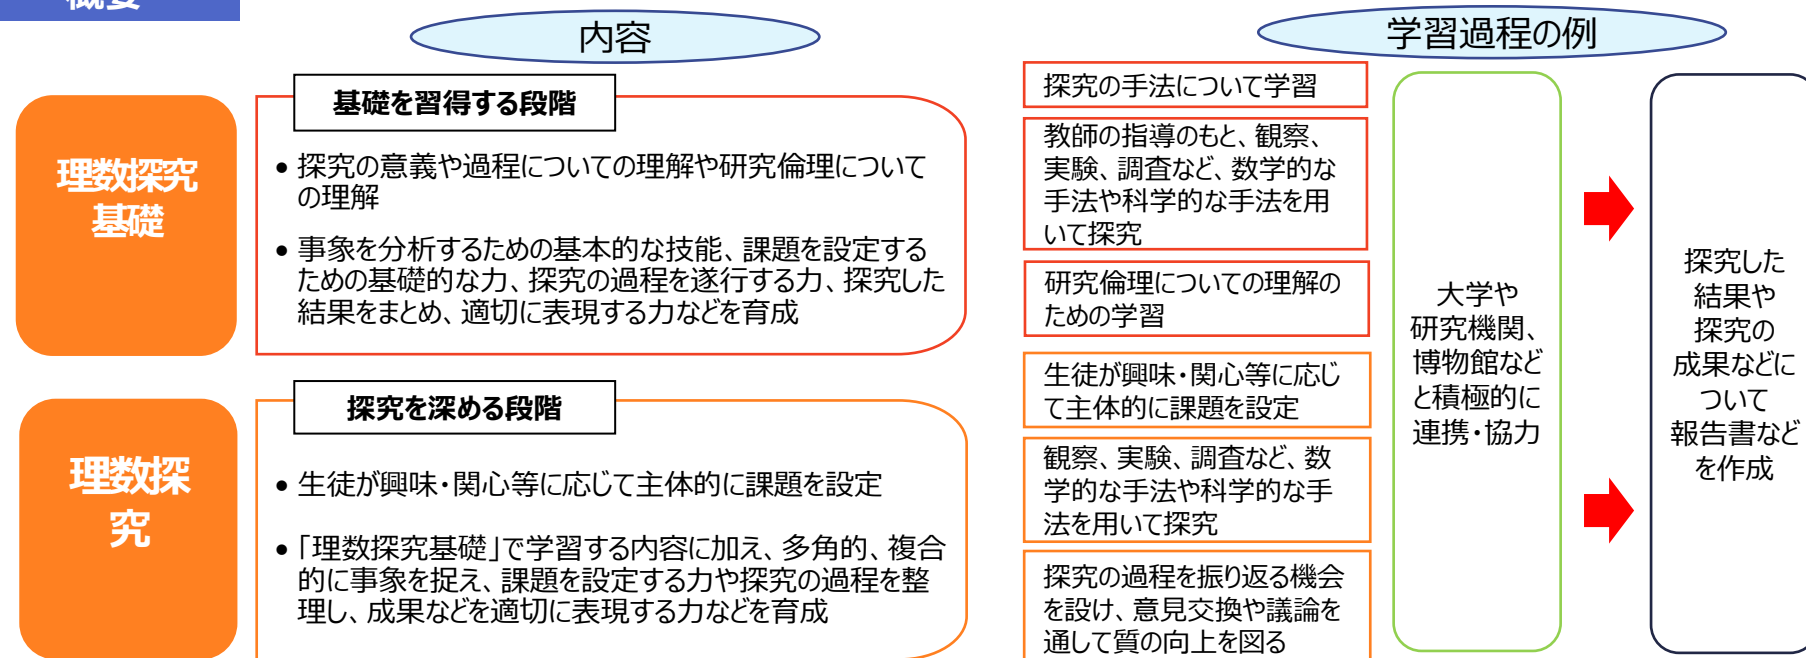 概要
内容
学習過程の例
理数探究
基礎
基礎を習得する段階
• 探究の意義や過程についての理解や研究倫理について
の理解
• 事象を分析するための基本的な技能、課題を設定する
ための基礎的な力、探究の過程を遂行する力、探究した
結果をまとめ、適切に表現する力などを育成
理数探
究
探究を深める段階
• 生徒が興味・関心等に応じて主体的に課題を設定
• 「理数探究基礎」で学習する内容に加え、多角的、複合
的に事象を捉え、課題を設定する力や探究の過程を整
理し、成果などを適切に表現する力などを育成
探究の手法について学習
教師の指導のもと、観察、
実験、調査など、数学的な
手法や科学的な手法を用
いて探究
研究倫理についての理解の
ための学習
生徒が興味・関心等に応じ
て主体的に課題を設定
観察、実験、調査など、数
学的な手法や科学的な手
法を用いて探究
探究の過程を振り返る機会
を設け、意見交換や議論を
通して質の向上を図る
大学や
研究機関、
博物館など
と積極的に
連携・協力
探究した
結果や
探究の
成果などに
ついて
報告書など
を作成